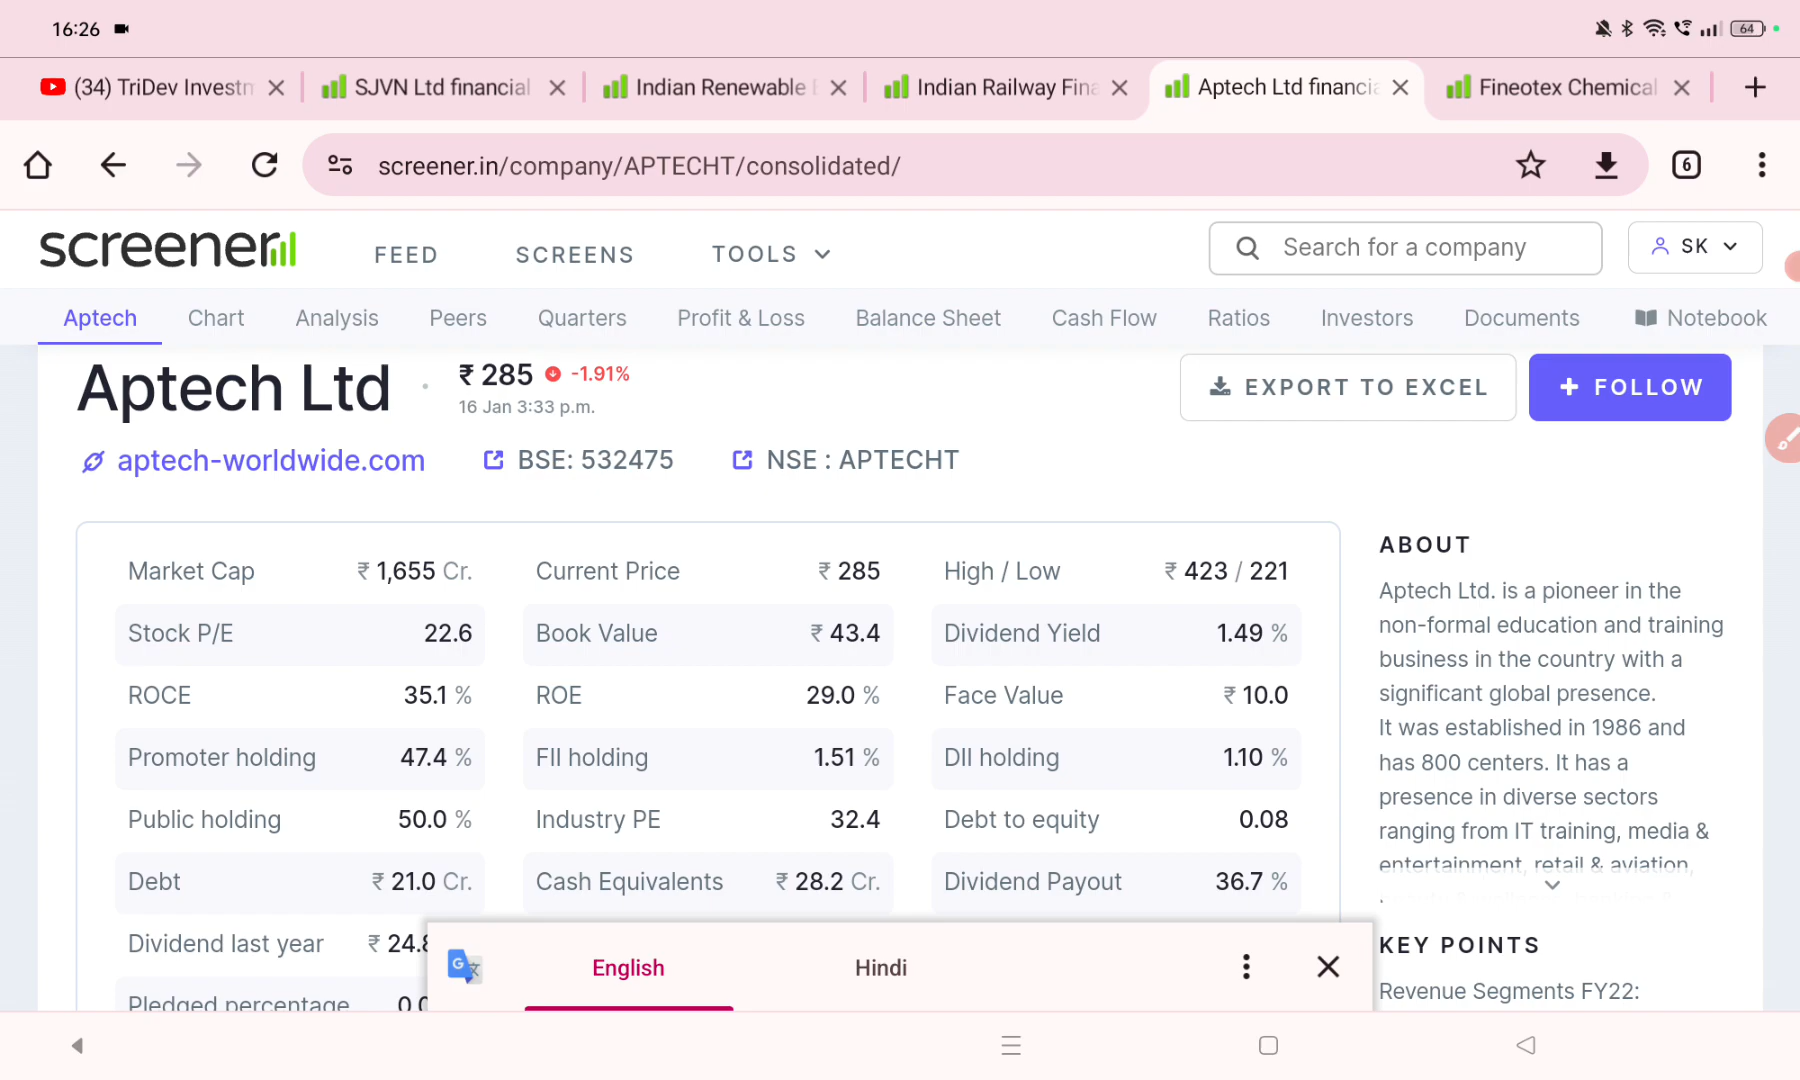 16:26
64
(34) TriDev Investm
SJVN Ltd financial
Indian Renewable E
Indian Railway Fina
Aptech Ltd financia
Fineotex Chemical
screener.in/company/APTECHT/consolidated/
6
screener
FEED
SCREENS
TOOLS
Search for a company
SK
Aptech
Chart
Analysis
Peers
Quarters
Profit & Loss
Balance Sheet
Cash Flow
Ratios
Investors
Documents
Notebook
Aptech Ltd
₹ 285
-1.91%
16 Jan 3:33 p.m.
EXPORT TO EXCEL
FOLLOW
aptech-worldwide.com
BSE: 532475
NSE : APTECHT
Market Cap ₹ 1,655 Cr.
Current Price ₹ 285
High / Low ₹ 423 / 221
Stock P/E 22.6
Book Value ₹ 43.4
Dividend Yield 1.49 %
ROCE 35.1 %
ROE 29.0 %
Face Value ₹ 10.0
Promoter holding 47.4 %
FII holding 1.51 %
DII holding 1.10 %
Public holding 50.0 %
Industry PE 32.4
Debt to equity 0.08
Debt ₹ 21.0 Cr.
Cash Equivalents ₹ 28.2 Cr.
Dividend Payout 36.7 %
Dividend last year ₹ 24.8
Pledged percentage 0.0
ABOUT
Aptech Ltd. is a pioneer in the
non-formal education and training
business in the country with a
significant global presence.
It was established in 1986 and
has 800 centers. It has a
presence in diverse sectors
ranging from IT training, media &
entertainment, retail & aviation,
KEY POINTS
Revenue Segments FY22:
English
Hindi